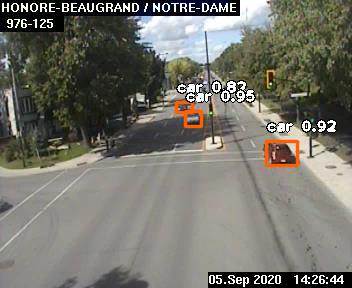 HONORE-BEAUGRAND / NOTRE-DAME
976-125
car 0.82
car 0.95
car 0.92
05.Sep 2020 14:26:44